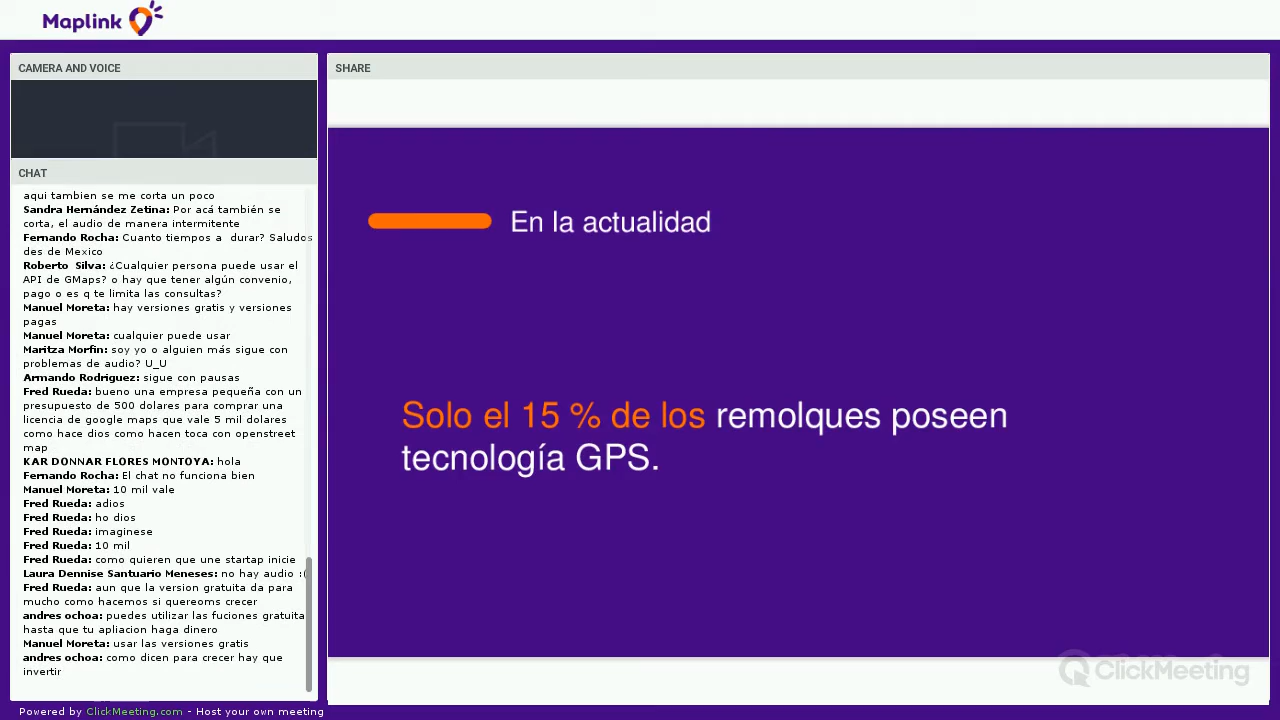 Maplink
CAMERA AND VOICE
SHARE
CHAT
aqui tambien se me corta un poco
Sandra Hernández Zetina: Por acá también se
corta, el audio de manera intermitente
Fernando Rocha: Cuanto tiempos a durar? Saludos
des de Mexico
Roberto Silva: ¿Cualquier persona puede usar el
API de GMaps? o hay que tener algún convenio,
pago o es q te limita las consultas?
Manuel Moreta: hay versiones gratis y versiones
pagas
Manuel Moreta: cualquier puede usar
Maritza Morfin: soy yo o alguien más sigue con
problemas de audio? U_U
Armando Rodriguez: sigue con pausas
Fred Rueda: bueno una empresa pequeña con un
presupuesto de 500 dolares para comprar una
licencia de google maps que vale 5 mil dolares
como hace dios como hacen toca con openstreet
map
KAR DONNAR FLORES MONTOYA: hola
Fernando Rocha: El chat no funciona bien
Manuel Moreta: 10 mil vale
Fred Rueda: adios
Fred Rueda: ho dios
Fred Rueda: imaginese
Fred Rueda: 10 mil
Fred Rueda: como quieren que une startap inicie
Laura Dennise Santuario Meneses: no hay audio :(
Fred Rueda: aun que la version gratuita da para
mucho como hacemos si quereoms crecer
andres ochoa: puedes utilizar las fuciones gratuita
hasta que tu apliacion haga dinero
Manuel Moreta: usar las versiones gratis
andres ochoa: como dicen para crecer hay que
invertir
En la actualidad
Solo el 15 % de los remolques poseen
tecnología GPS.
ClickMeeting
Powered by ClickMeeting.com - Host your own meeting